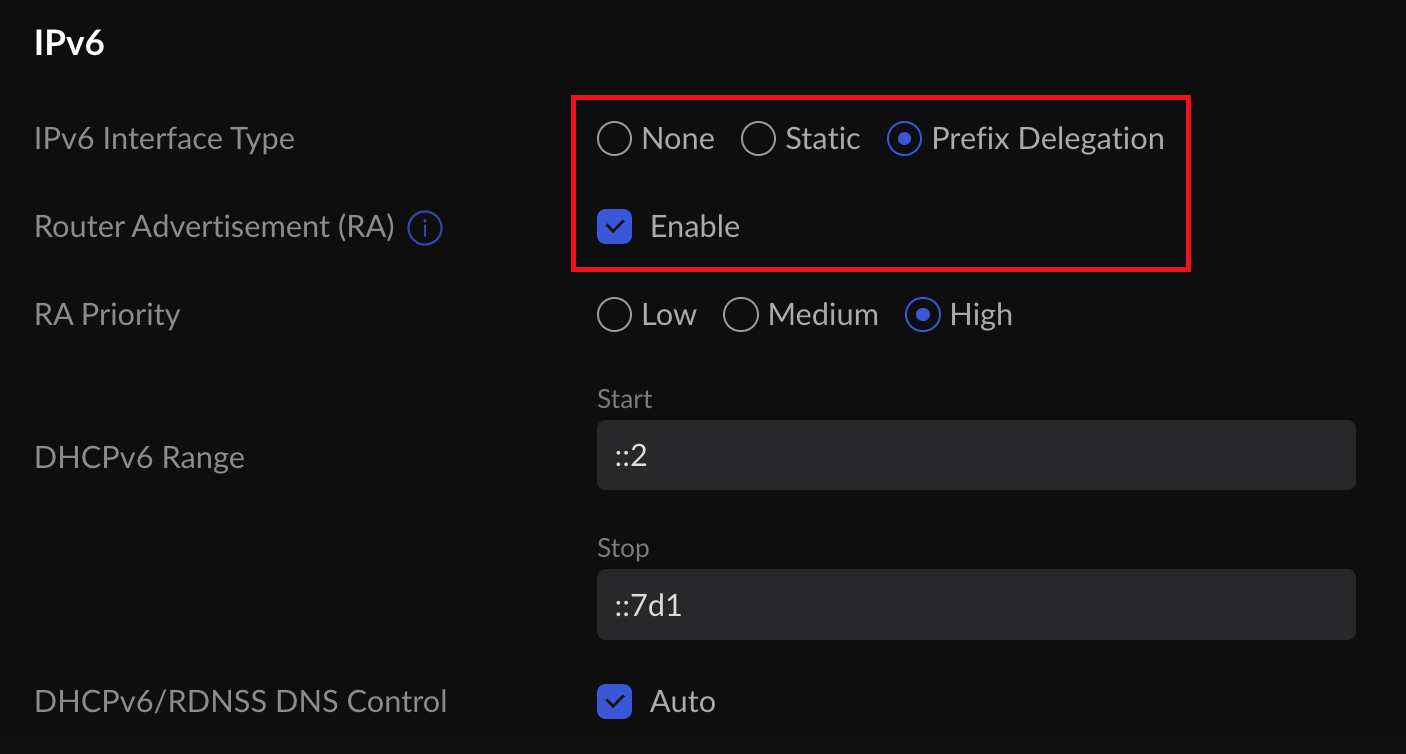 IPv6
IPv6 Interface Type
None Static Prefix Delegation
Router Advertisement (RA)
Enable
RA Priority
Low Medium High
DHCPv6 Range
Start
::2
Stop
::7d1
DHCPv6/RDNSS DNS Control
Auto